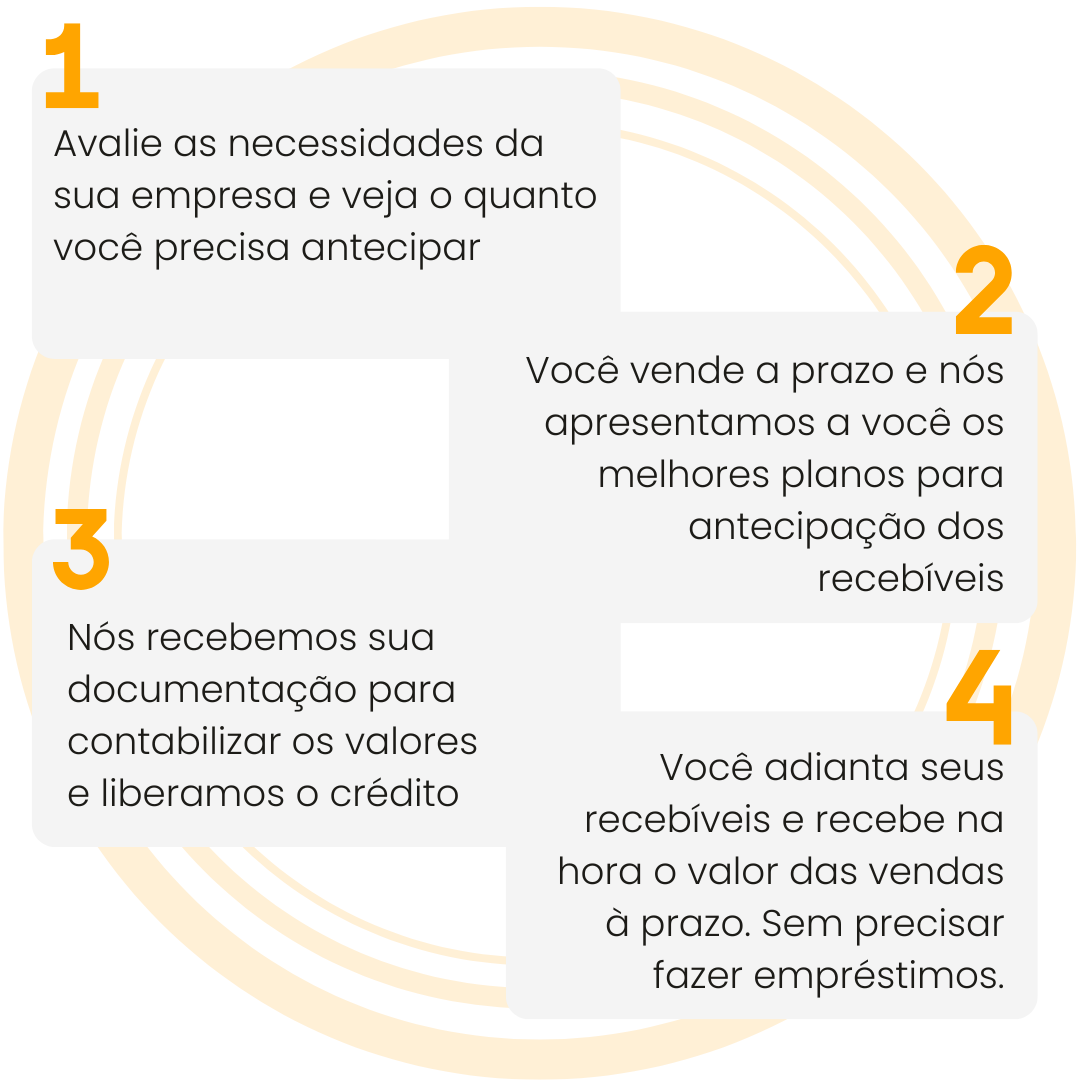 1
Avalie as necessidades da
sua empresa e veja o quanto
você precisa antecipar
2
Você vende a prazo e nós
apresentamos a você os
melhores planos para
antecipação dos
recebíveis
3
Nós recebemos sua
documentação para
contabilizar os valores
e liberamos o crédito
4
Você adianta seus
recebíveis e recebe na
hora o valor das vendas
à prazo. Sem precisar
fazer empréstimos.